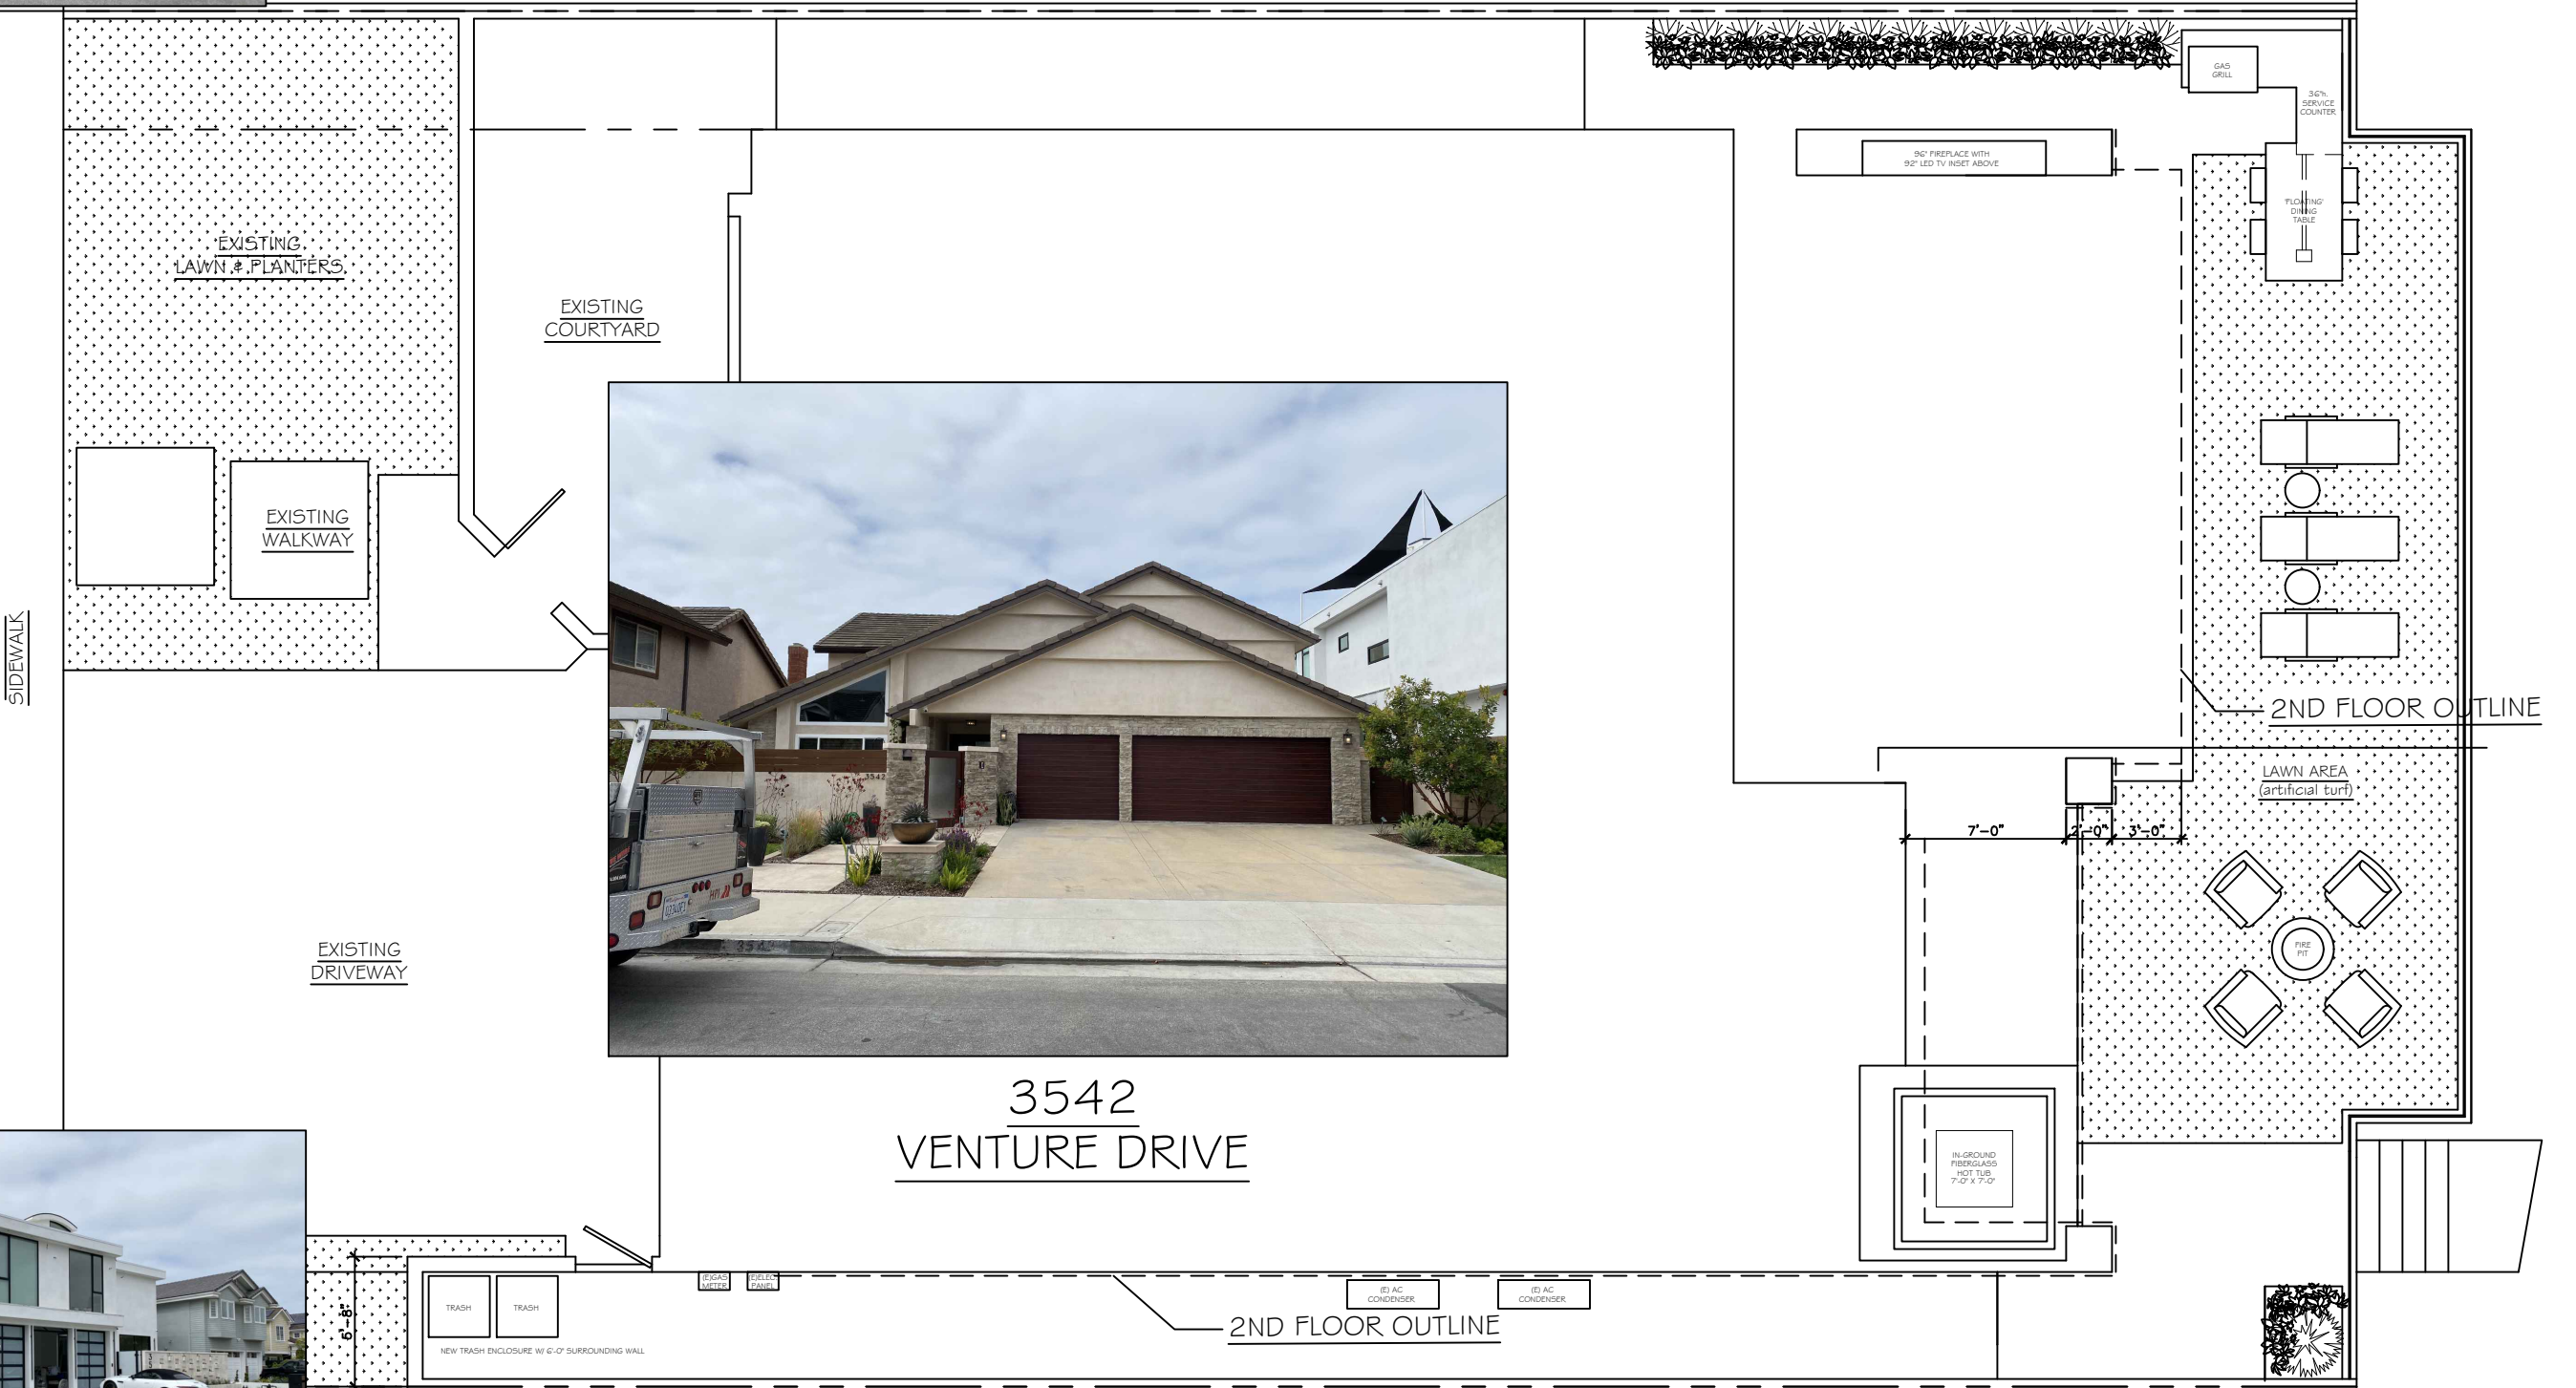 GAS
GRILL
36"h.
SERVICE
COUNTER
96" FIREPLACE WITH
92" LED TV INSET ABOVE
'FLOATING'
DINING
TABLE
EXISTING
LAWN & PLANTERS
EXISTING
COURTYARD
EXISTING
WALKWAY
SIDEWALK
2ND FLOOR OUTLINE
LAWN AREA
(artificial turf)
7'-0"
2'-0"
3'-0"
3542
3542
FIRE
PIT
EXISTING
DRIVEWAY
3542
VENTURE DRIVE
IN-GROUND
FIBERGLASS
HOT TUB
7'-0" X 7'-0"
(E)GAS
METER
(E)ELEC
PANEL
(E) AC
CONDENSER
(E) AC
CONDENSER
TRASH
TRASH
5'-8"
2ND FLOOR OUTLINE
NEW TRASH ENCLOSURE W/ 6'-0" SURROUNDING WALL